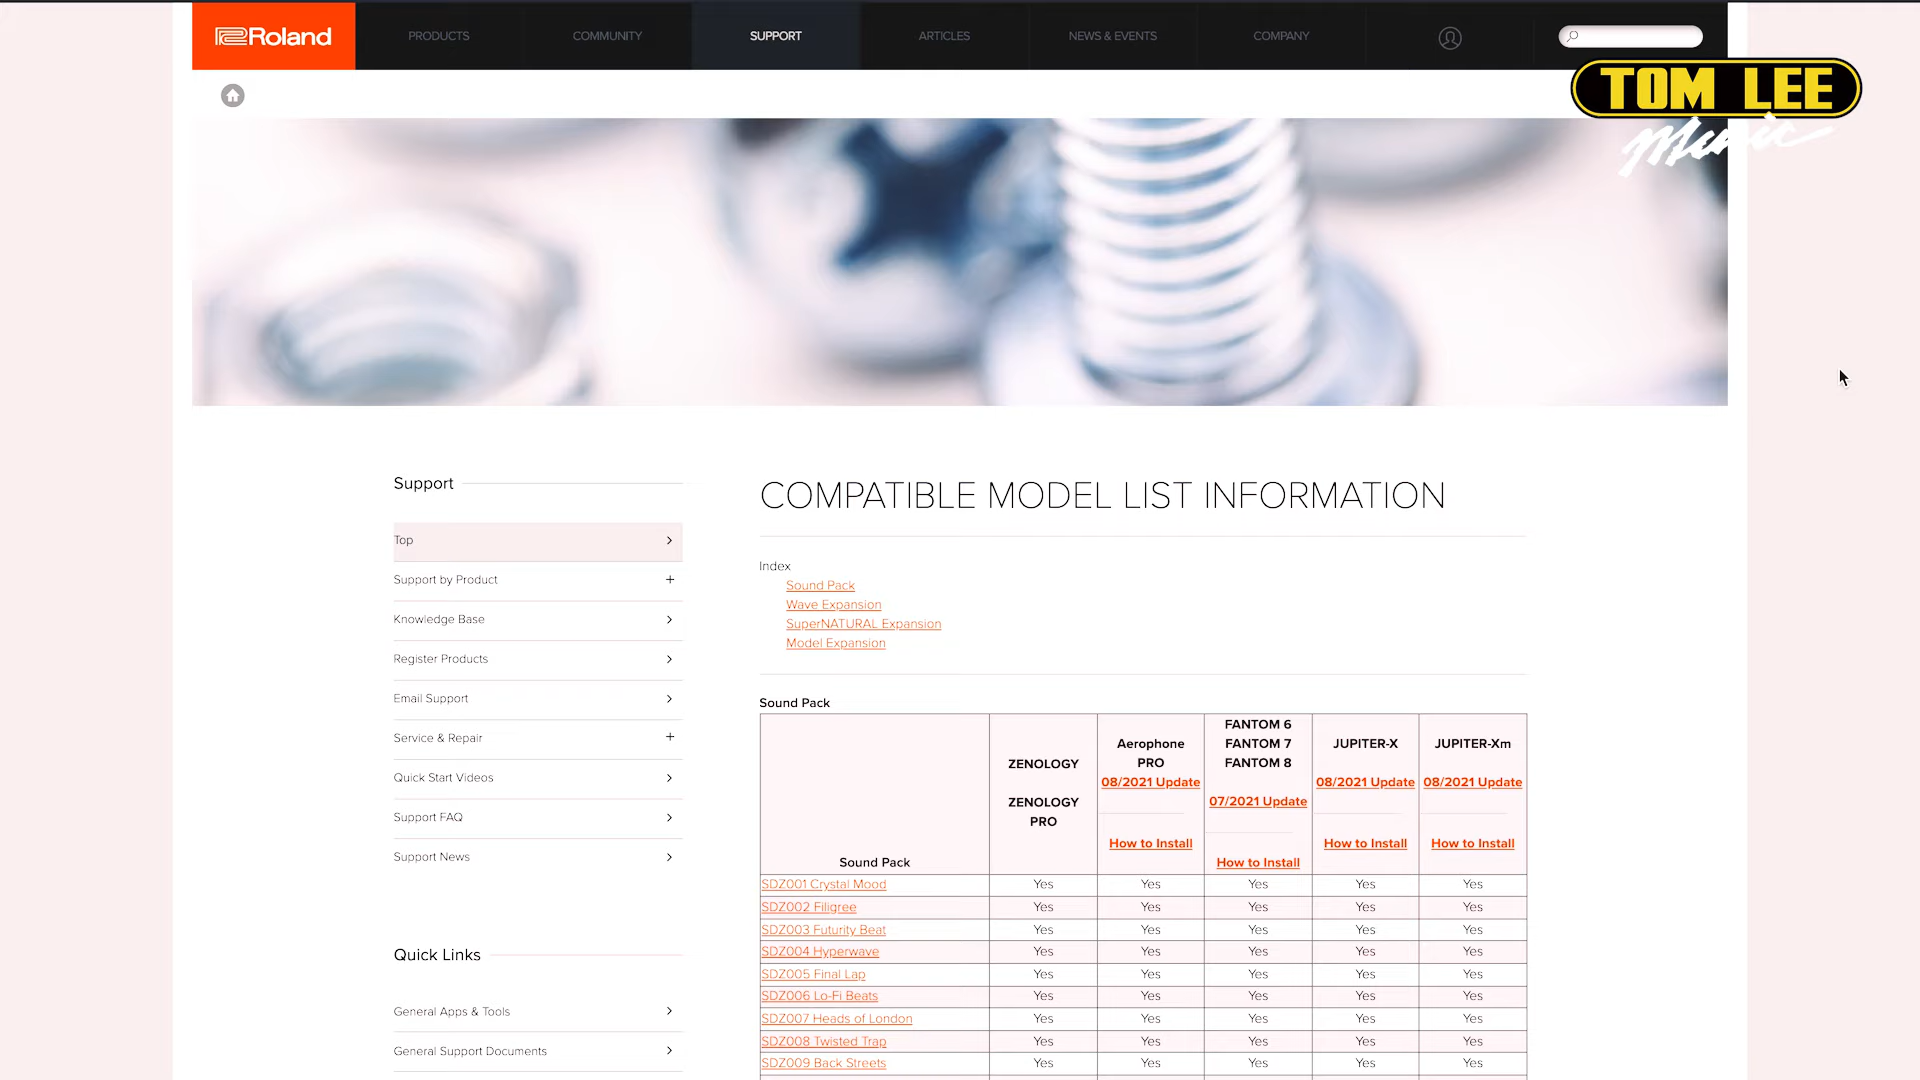 Roland
PRODUCTS
COMMUNITY
SUPPORT
ARTICLES
NEWS & EVENTS
COMPANY
TOM LEE
Music
Support
Top
Support by Product
Knowledge Base
Register Products
Email Support
Service & Repair
Quick Start Videos
Support FAQ
Support News
Quick Links
General Apps & Tools
General Support Documents
COMPATIBLE MODEL LIST INFORMATION
Index
Sound Pack
Wave Expansion
SuperNATURAL Expansion
Model Expansion
Sound Pack
Sound Pack
ZENOLOGY
ZENOLOGY
PRO
Aerophone
PRO
08/2021 Update
How to Install
FANTOM 6
FANTOM 7
FANTOM 8
07/2021 Update
How to Install
JUPITER-X
08/2021 Update
How to Install
JUPITER-Xm
08/2021 Update
How to Install
SDZ001 Crystal Mood Yes Yes Yes Yes Yes
SDZ002 Filigree Yes Yes Yes Yes Yes
SDZ003 Futurity Beat Yes Yes Yes Yes Yes
SDZ004 Hyperwave Yes Yes Yes Yes Yes
SDZ005 Final Lap Yes Yes Yes Yes Yes
SDZ006 Lo-Fi Beats Yes Yes Yes Yes Yes
SDZ007 Heads of London Yes Yes Yes Yes Yes
SDZ008 Twisted Trap Yes Yes Yes Yes Yes
SDZ009 Back Streets Yes Yes Yes Yes Yes